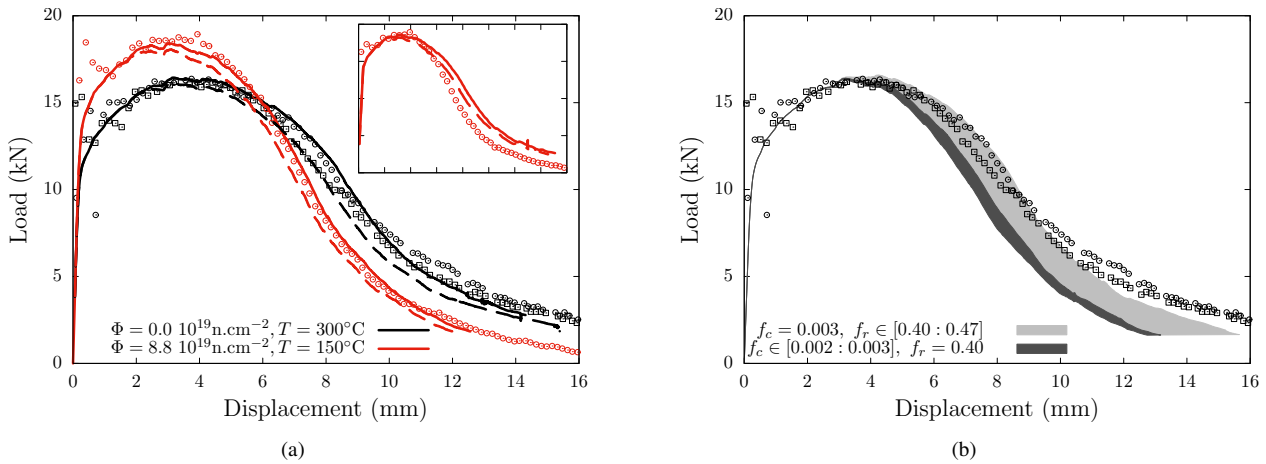 20
15
10
5
0
0 2 4 6 8 10 12 14 16
Load (kN)
Displacement (mm)
Φ = 0.0 10¹⁹n.cm⁻², T = 300°C
Φ = 8.8 10¹⁹n.cm⁻², T = 150°C
(a)
20
15
10
5
0
0 2 4 6 8 10 12 14 16
Load (kN)
Displacement (mm)
f_c = 0.003, f_r ∈ [0.40 : 0.47]
f_c ∈ [0.002 : 0.003], f_r = 0.40
(b)